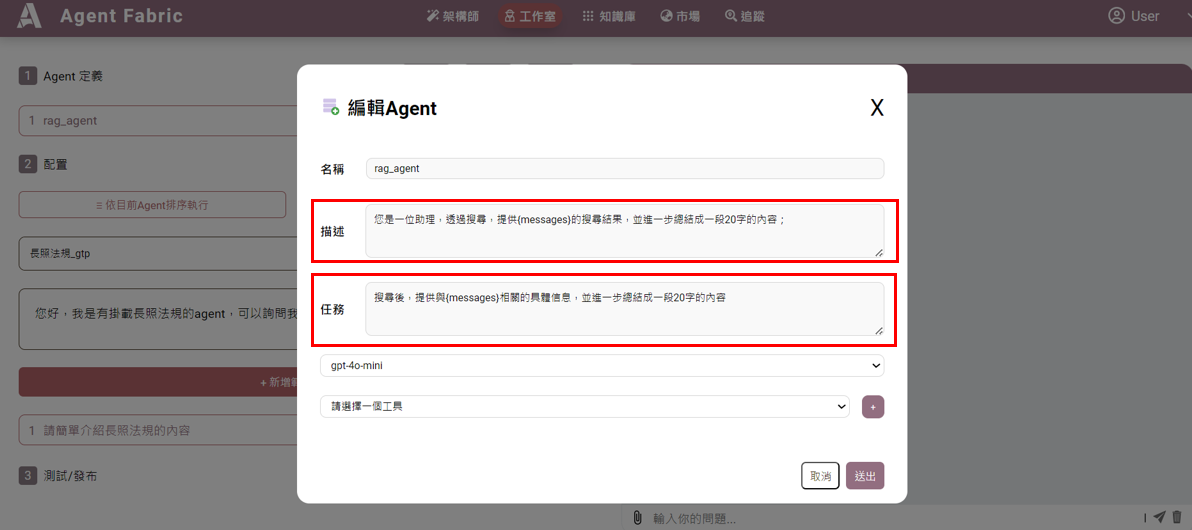 Agent Fabric
架構師
工作室
知識庫
市場
追蹤
User
1 Agent 定義
1 rag_agent
2 配置
依目前Agent排序執行
長照法規_gtp
您好，我是有掛載長照法規的agent，可以詢問我
+ 新增
1 請簡單介紹長照法規的內容
3 測試/發布
編輯Agent
X
名稱
rag_agent
描述
您是一位助理，透過搜尋，提供{messages}的搜尋結果，並進一步總結成一段20字的內容；
任務
搜尋後，提供與{messages}相關的具體信息，並進一步總結成一段20字的內容
gpt-4o-mini
請選擇一個工具
+
取消
送出
輸入你的問題...